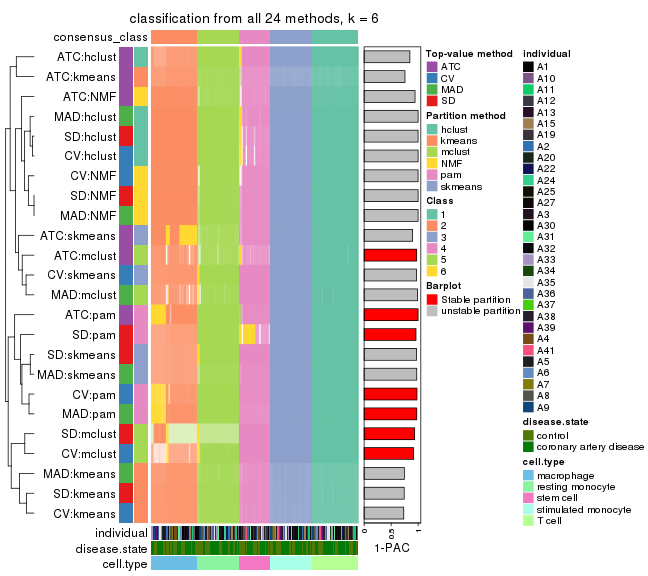 classification from all 24 methods, k = 6
consensus_class
ATC:hclust
ATC:kmeans
ATC:NMF
MAD:hclust
SD:hclust
CV:hclust
CV:NMF
SD:NMF
MAD:NMF
ATC:skmeans
ATC:mclust
CV:skmeans
MAD:mclust
ATC:pam
SD:pam
SD:skmeans
MAD:skmeans
CV:pam
MAD:pam
SD:mclust
CV:mclust
MAD:kmeans
SD:kmeans
CV:kmeans
individual
disease.state
cell.type
0
0.5
1
1-PAC
Top-value method
ATC
CV
MAD
SD
Partition method
hclust
kmeans
mclust
NMF
pam
skmeans
Class
1
2
3
4
5
6
Barplot
Stable partition
unstable partition
individual
A1
A10
A11
A12
A13
A15
A19
A2
A20
A22
A24
A25
A27
A3
A30
A31
A32
A33
A34
A35
A36
A37
A38
A39
A4
A41
A5
A6
A7
A8
A9
disease.state
control
coronary artery disease
cell.type
macrophage
resting monocyte
stem cell
stimulated monocyte
T cell